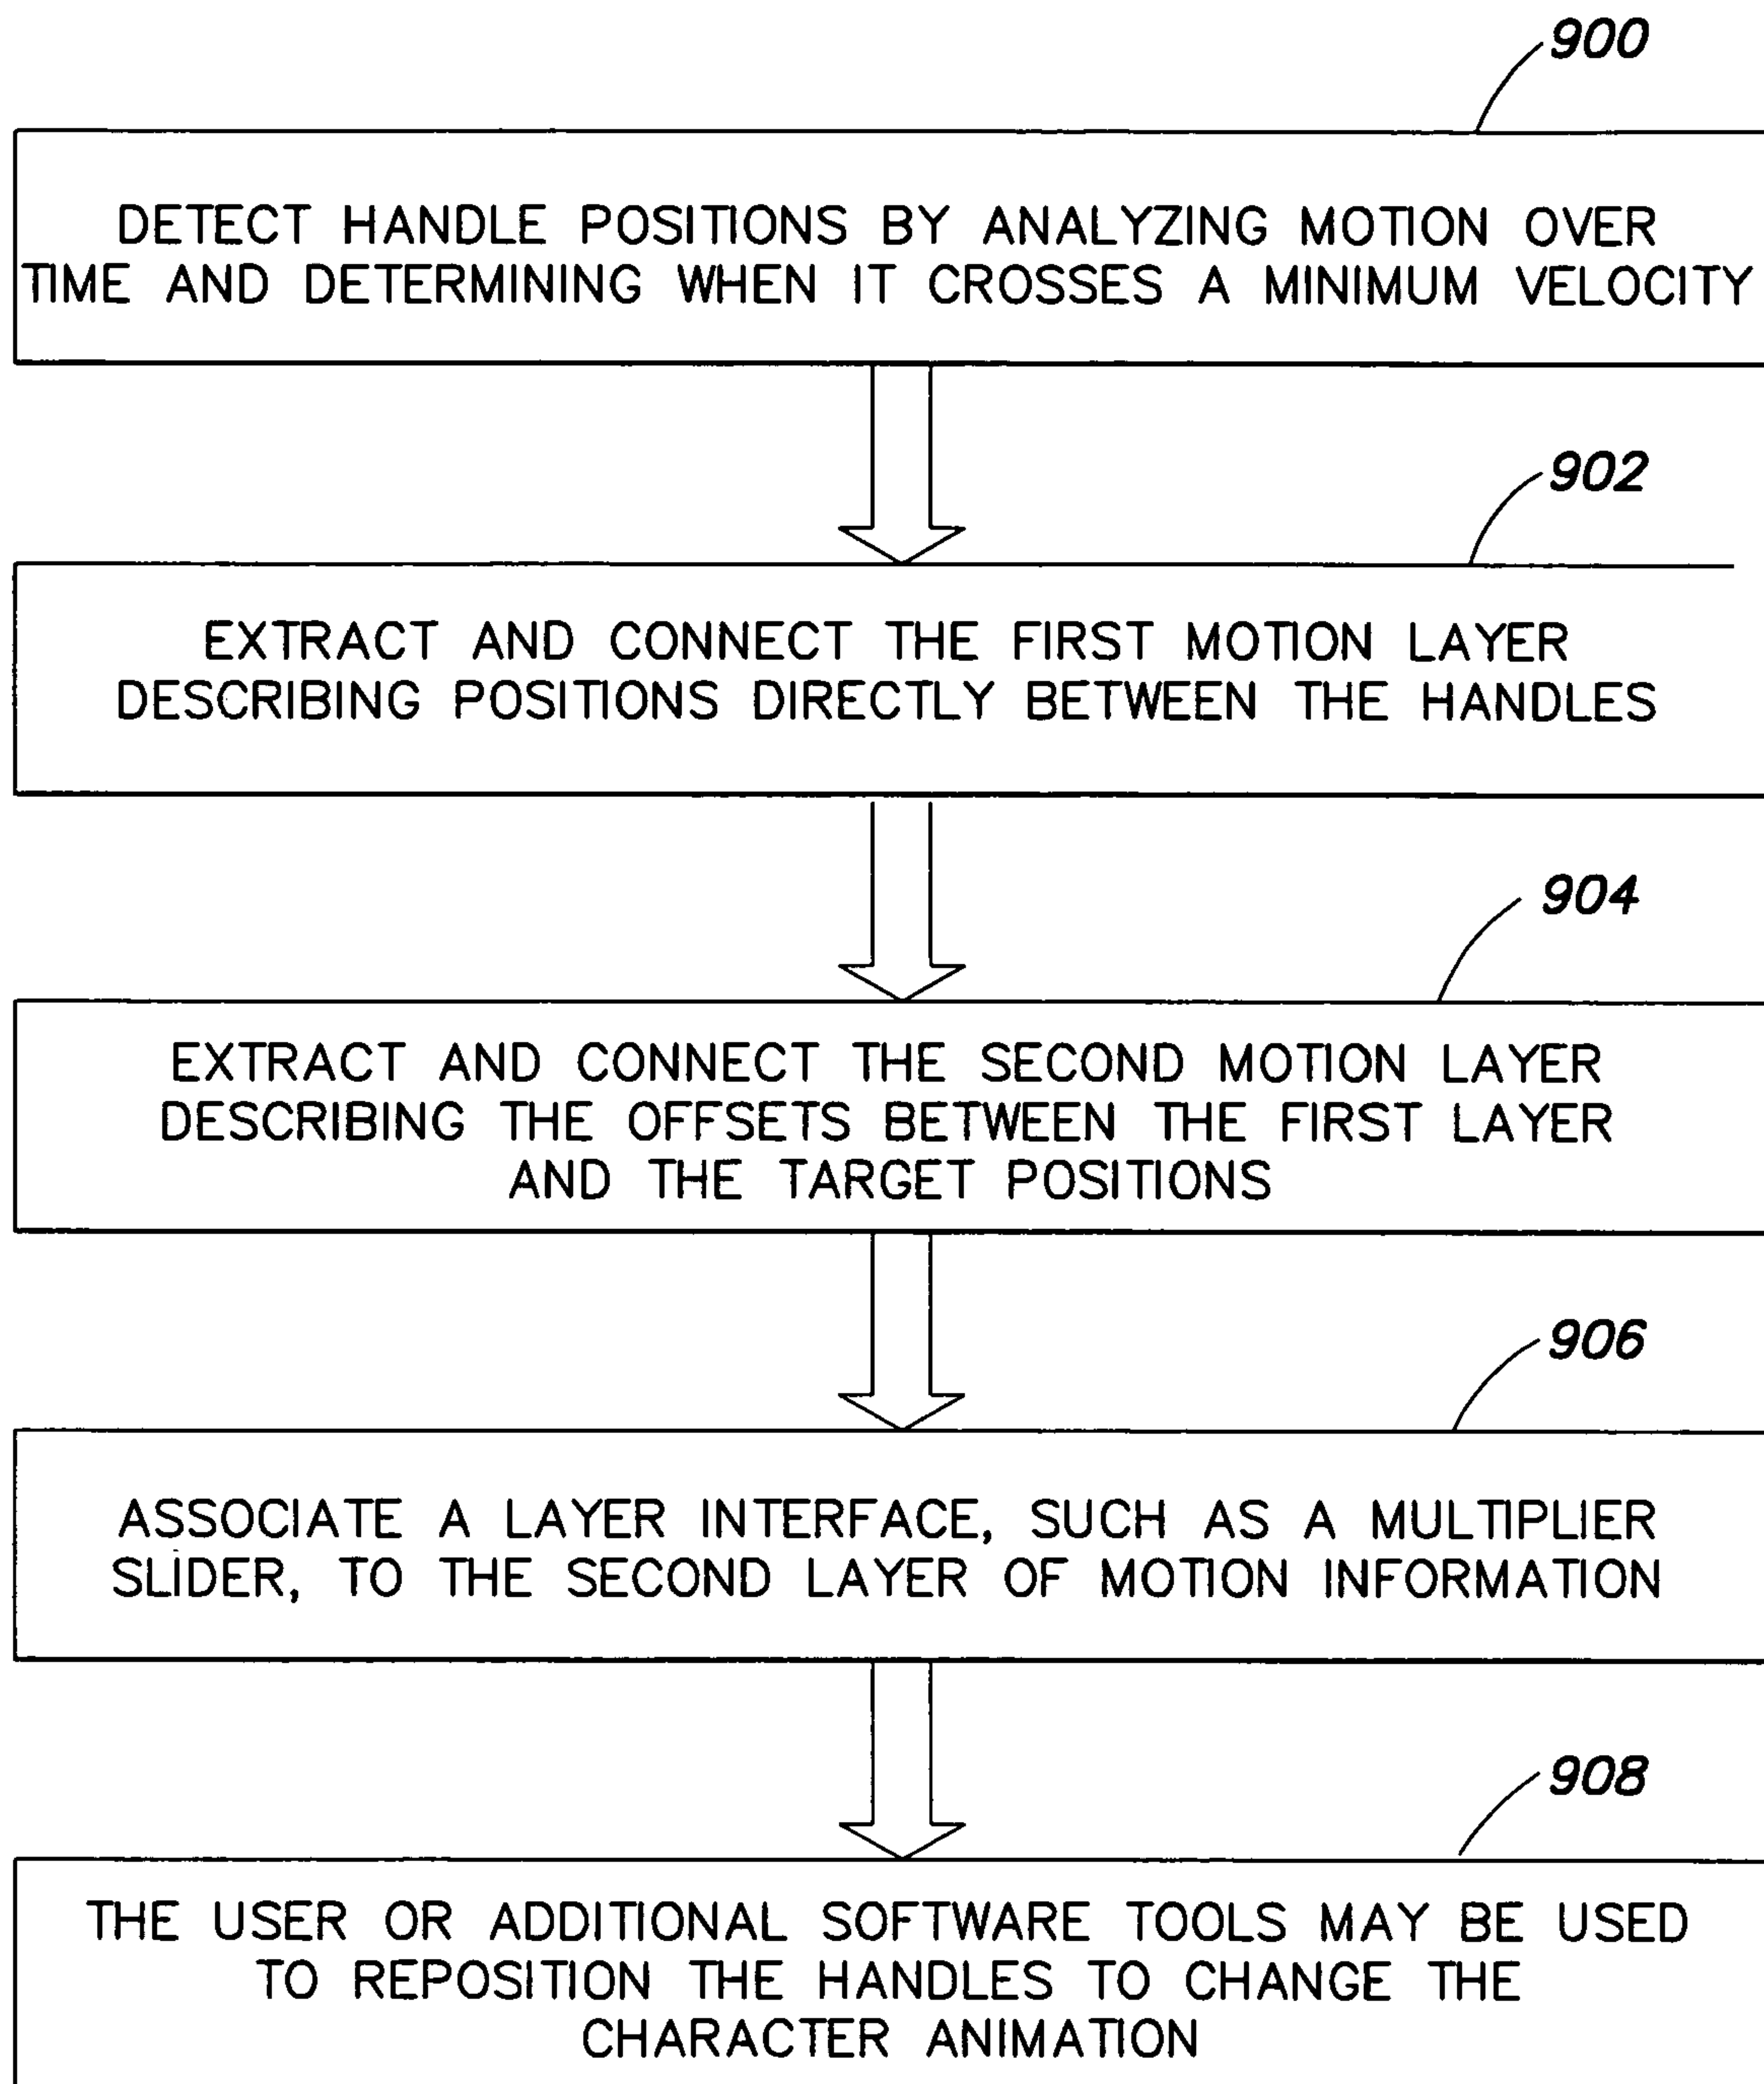 900
DETECT HANDLE POSITIONS BY ANALYZING MOTION OVER
TIME AND DETERMINING WHEN IT CROSSES A MINIMUM VELOCITY
902
EXTRACT AND CONNECT THE FIRST MOTION LAYER
DESCRIBING POSITIONS DIRECTLY BETWEEN THE HANDLES
904
EXTRACT AND CONNECT THE SECOND MOTION LAYER
DESCRIBING THE OFFSETS BETWEEN THE FIRST LAYER
AND THE TARGET POSITIONS
906
ASSOCIATE A LAYER INTERFACE, SUCH AS A MULTIPLIER
SLIDER, TO THE SECOND LAYER OF MOTION INFORMATION
908
THE USER OR ADDITIONAL SOFTWARE TOOLS MAY BE USED
TO REPOSITION THE HANDLES TO CHANGE THE
CHARACTER ANIMATION